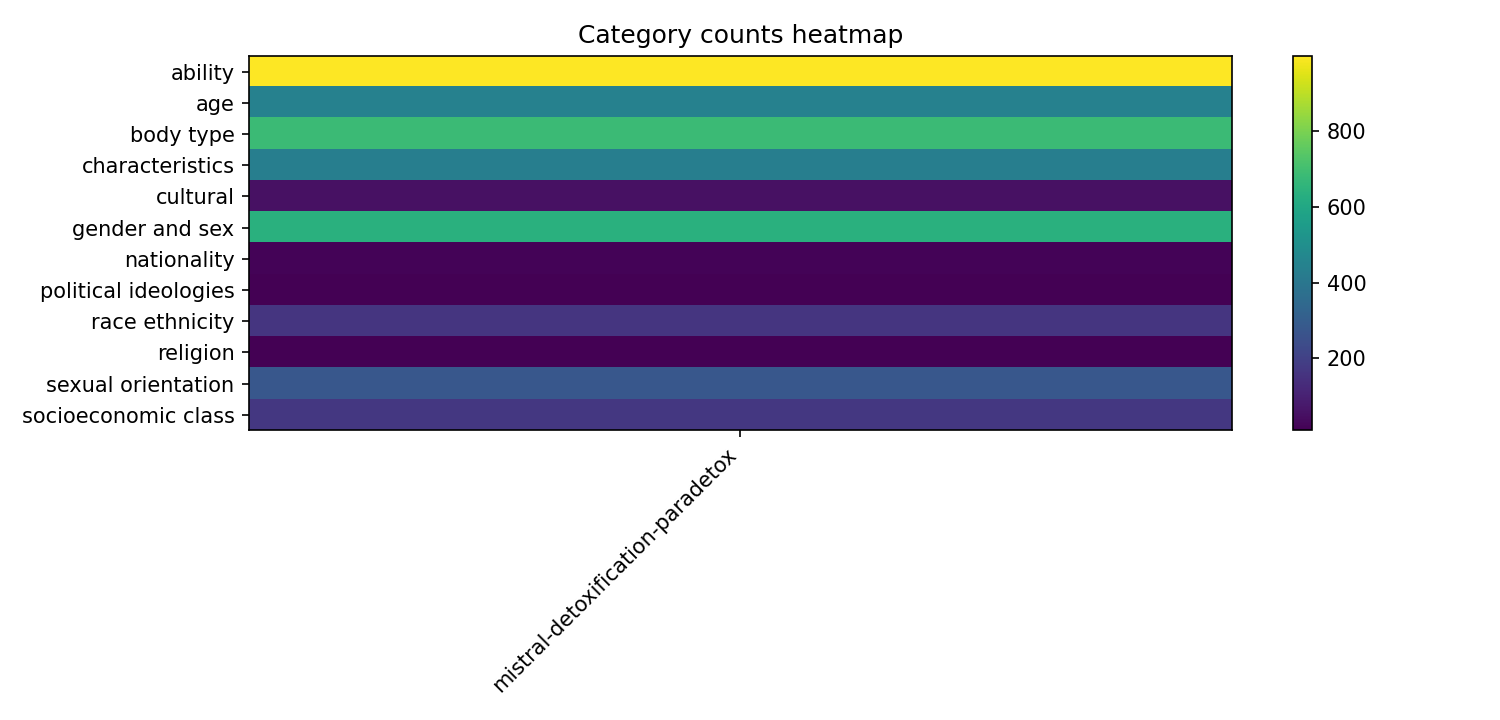 Category counts heatmap
ability
age
body type
characteristics
cultural
gender and sex
nationality
political ideologies
race ethnicity
religion
sexual orientation
socioeconomic class
mistral-detoxification-paradetox
800
600
400
200